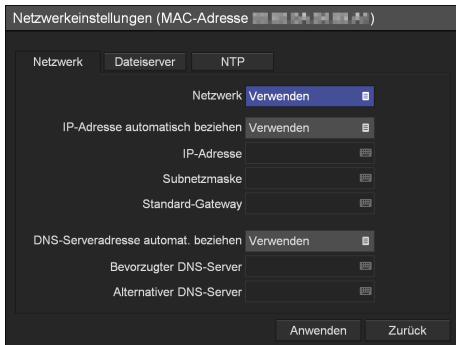 Netzwerkeinstellungen (MAC-Adresse )
Netzwerk Dateiserver NTP
Netzwerk Verwenden
IP-Adresse automatisch beziehen Verwenden
IP-Adresse
Subnetzmaske
Standard-Gateway
DNS-Serveradresse automat. beziehen Verwenden
Bevorzugter DNS-Server
Alternativer DNS-Server
Anwenden Zurück